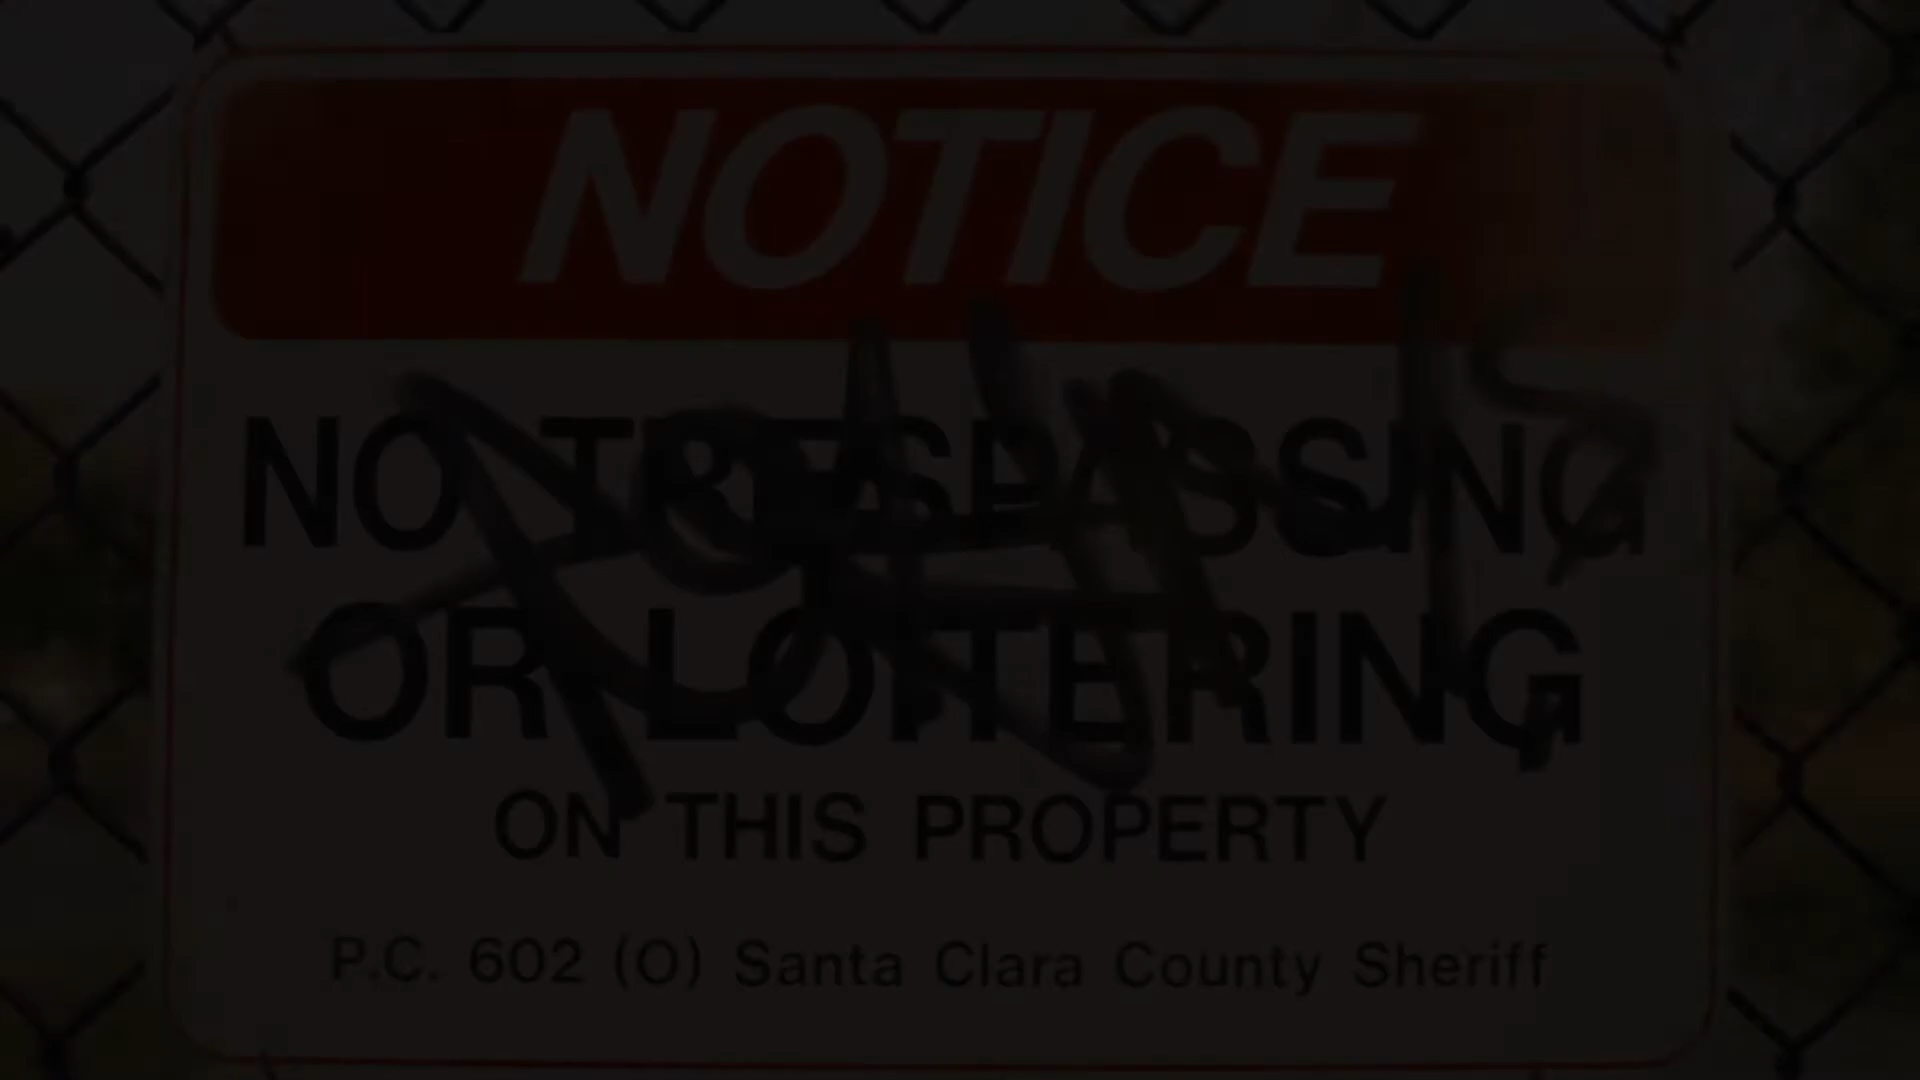 NOTICE
NO TRESPASSING
OR LOITERING
ON THIS PROPERTY
P.C. 602 (O) Santa Clara County Sheriff